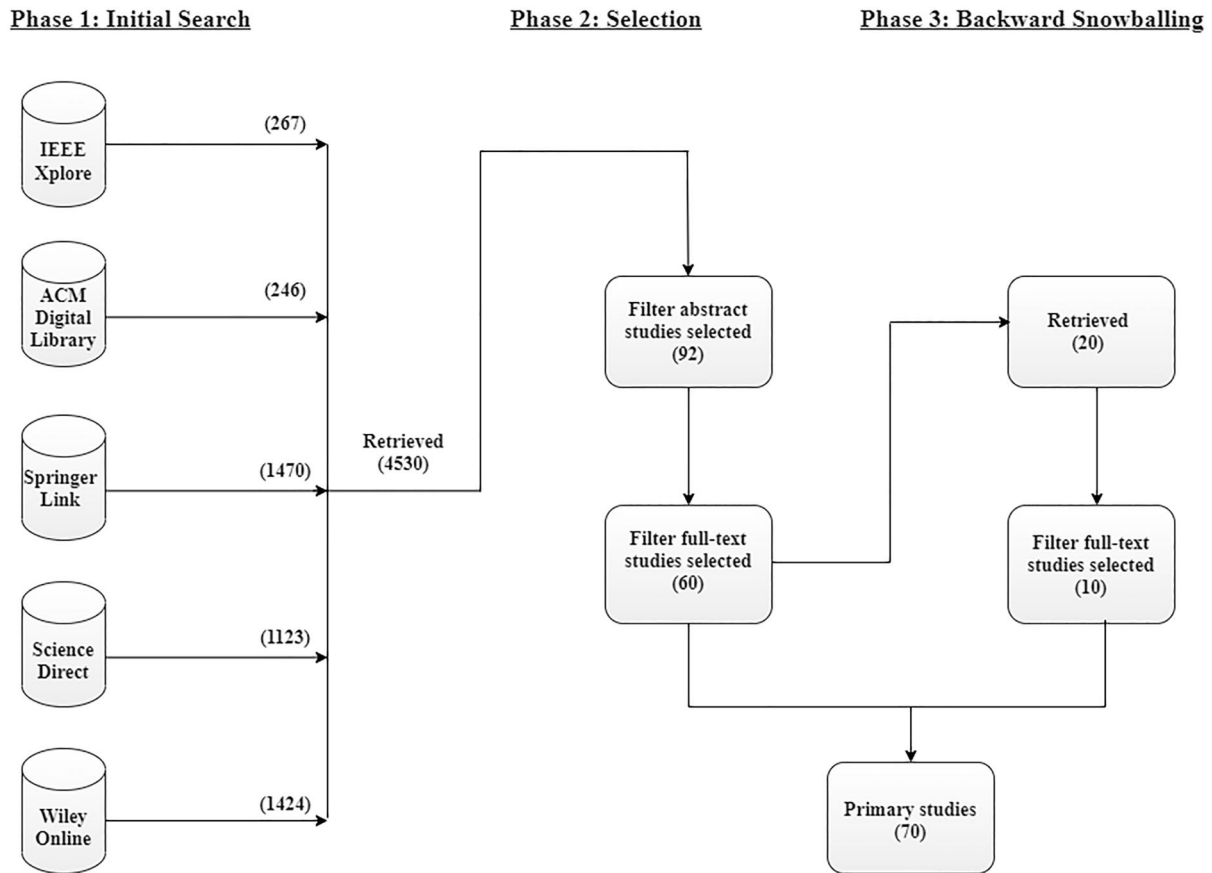 Phase 1: Initial Search
Phase 2: Selection
Phase 3: Backward Snowballing
IEEE
Xplore
(267)
ACM
Digital
Library
(246)
Springer
Link
(1470)
Science
Direct
(1123)
Wiley
Online
(1424)
Retrieved
(4530)
Filter abstract
studies selected
(92)
Filter full-text
studies selected
(60)
Retrieved
(20)
Filter full-text
studies selected
(10)
Primary studies
(70)